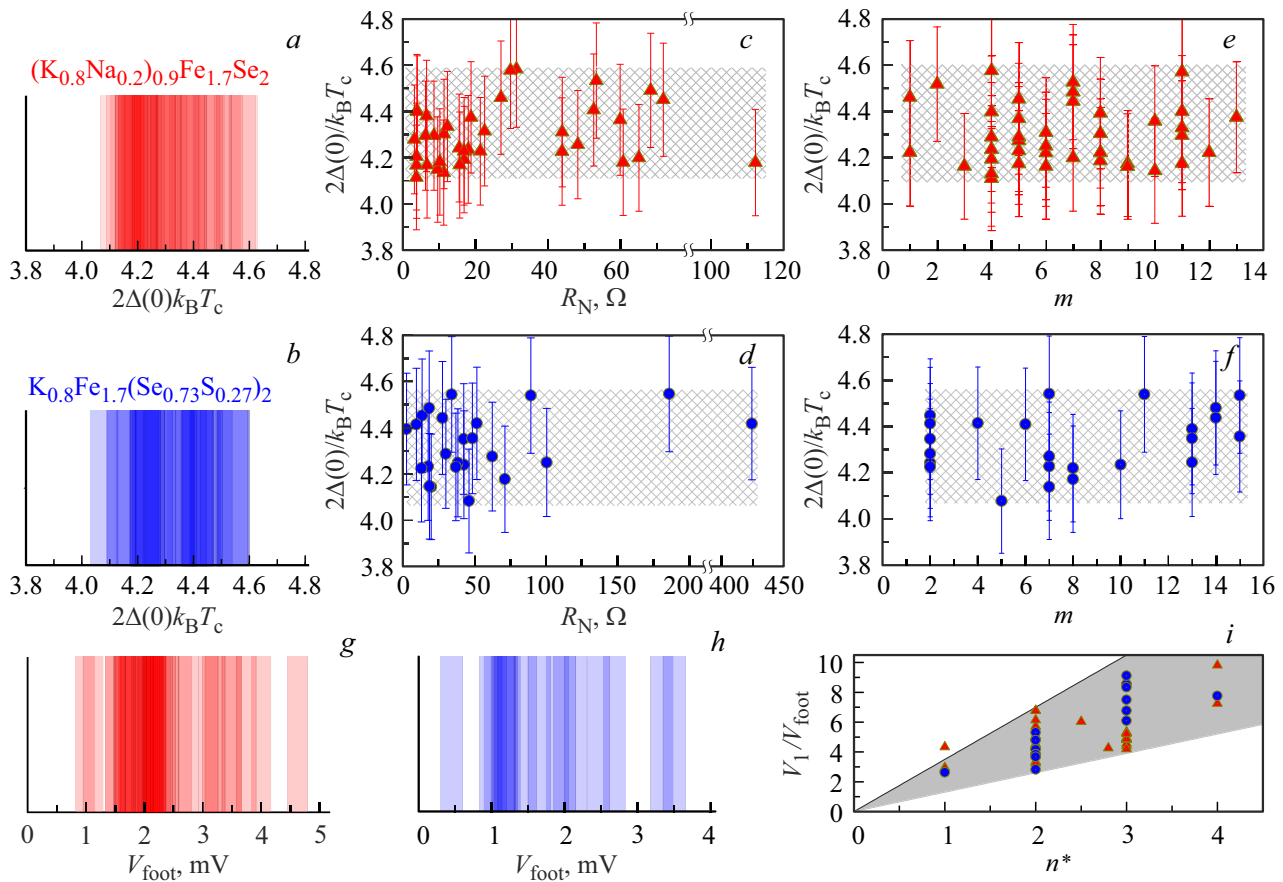 a
(K0.8Na0.2)0.9Fe1.7Se2
3.8 4.0 4.2 4.4 4.6 4.8
2Δ(0)kBTc
c
2Δ(0)/kBTc
4.8
4.6
4.4
4.2
4.0
3.8
0 20 40 60 100 120
RN, Ω
e
2Δ(0)/kBTc
4.8
4.6
4.4
4.2
4.0
3.8
0 2 4 6 8 10 12 14
m
b
K0.8Fe1.7(Se0.73S0.27)2
3.8 4.0 4.2 4.4 4.6 4.8
2Δ(0)kBTc
d
2Δ(0)/kBTc
4.8
4.6
4.4
4.2
4.0
3.8
0 50 100 150 200 400 450
RN, Ω
f
2Δ(0)/kBTc
4.8
4.6
4.4
4.2
4.0
3.8
0 2 4 6 8 10 12 14 16
m
g
0 1 2 3 4 5
Vfoot, mV
h
0 1 2 3 4
Vfoot, mV
i
V1/Vfoot
10
8
6
4
2
0
0 1 2 3 4
n*